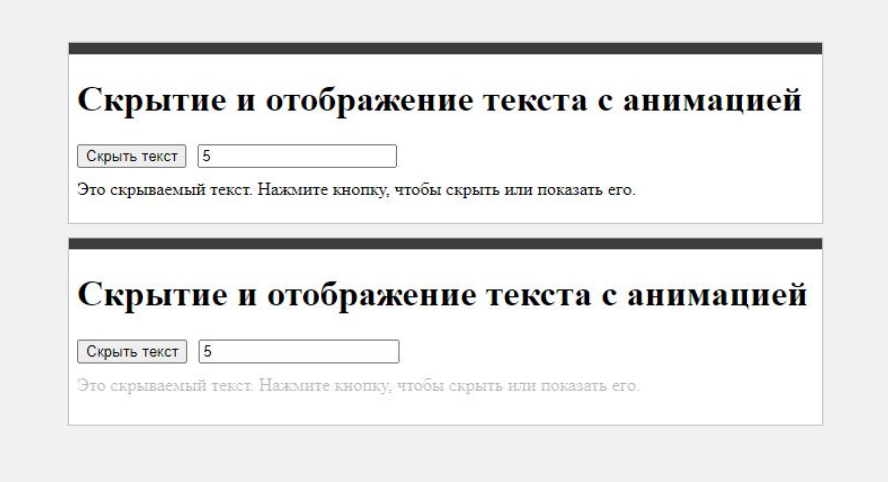 Скрытие и отображение текста с анимацией
Скрыть текст 5
Это скрываемый текст. Нажмите кнопку, чтобы скрыть или показать его.
Скрытие и отображение текста с анимацией
Скрыть текст 5
Это скрываемый текст. Нажмите кнопку, чтобы скрыть или показать его.